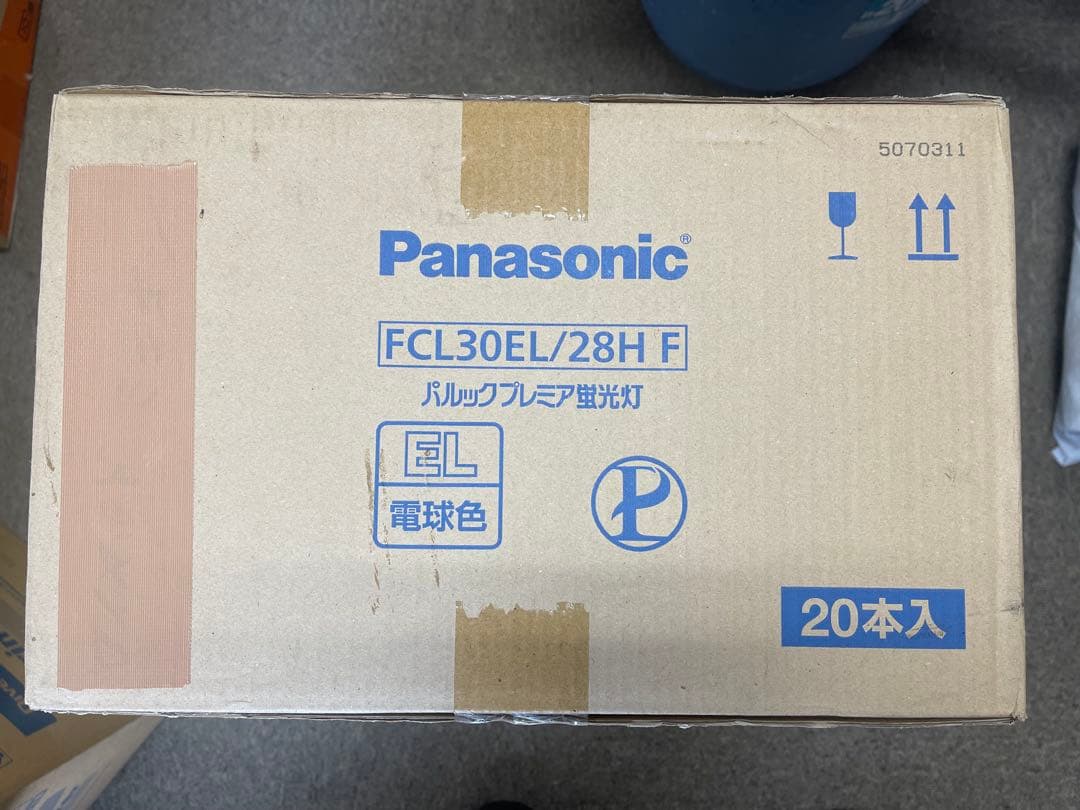 5070311
Panasonic®
FCL30EL/28H F
パルックプレミア蛍光灯
EL
電球色
P
20本入